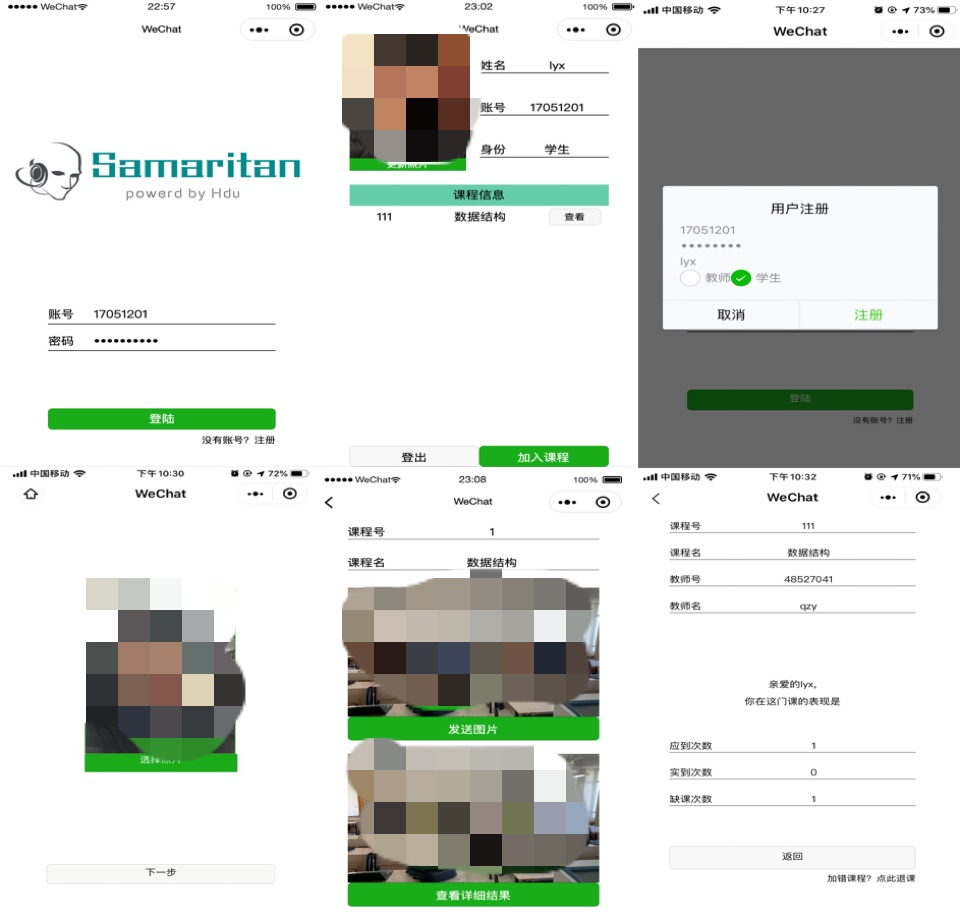 WeChat
22:57
100%
WeChat
Samaritan
powerd by Hdu
账号 17051201
密码 ••••••••••
登陆
没有账号？注册
WeChat
23:02
100%
WeChat
姓名 lyx
账号 17051201
身份 学生
课程信息
111 数据结构 查看
登出
加入课程
中国移动
下午10:27
73%
WeChat
用户注册
17051201
••••••••
lyx
教师 学生
取消
注册
登陆
没有账号？注册
中国移动
下午10:30
72%
WeChat
下一步
WeChat
23:08
100%
WeChat
课程号 1
课程名 数据结构
发送图片
查看详细结果
中国移动
下午10:32
71%
WeChat
课程号 111
课程名 数据结构
教师号 48527041
教师名 qzy
亲爱的lyx,
你在这门课的表现是
应到次数 1
实到次数 0
缺课次数 1
返回
加错课程？点此退课